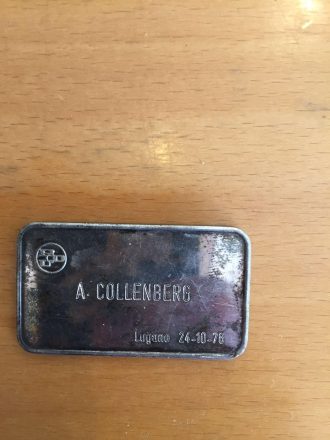 A. COLLENBERG
Lugano 24-10-78